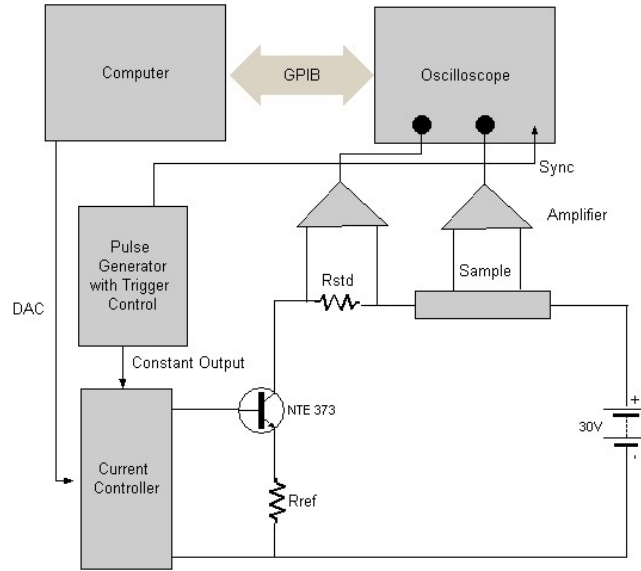 Computer
GPIB
Oscilloscope
Sync
Amplifier
Pulse
Generator
with Trigger
Control
Rstd
Sample
DAC
Constant Output
NTE 373
+
30V
-
Current
Controller
Rref